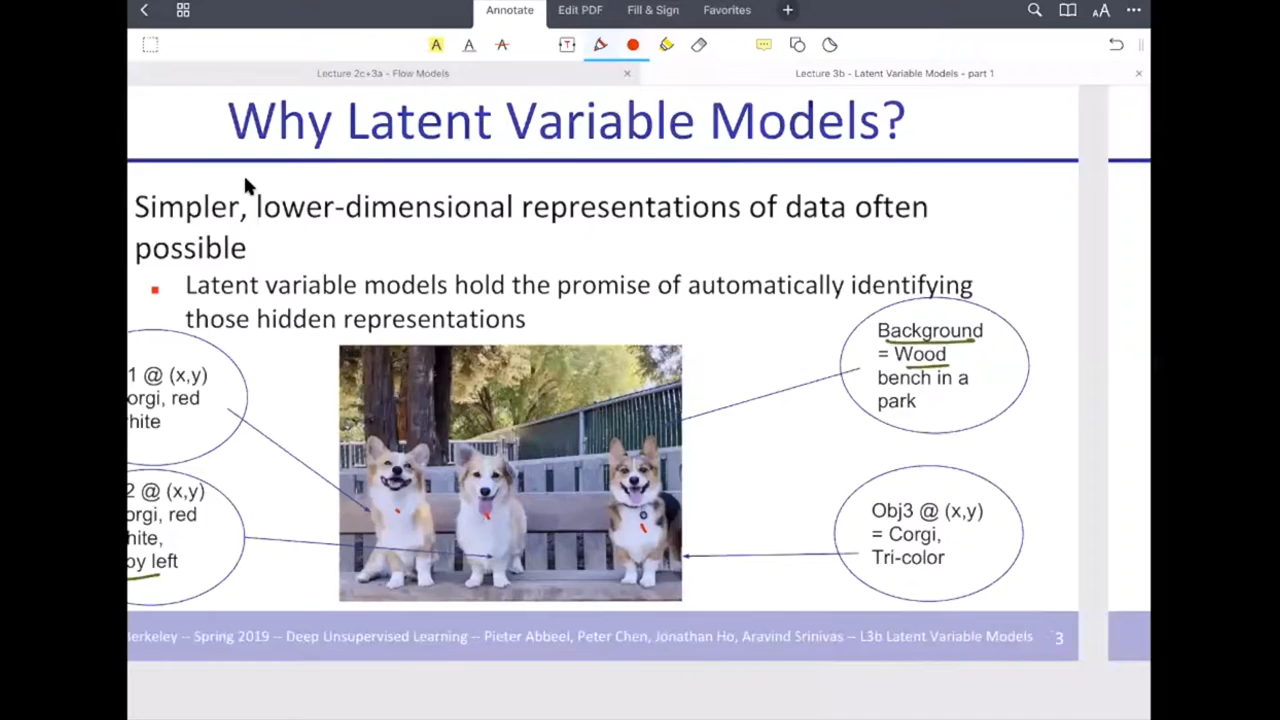 Annotate Edit PDF Fill & Sign Favorites
Lecture 2c+3a - Flow Models
Lecture 3b - Latent Variable Models - part 1
Why Latent Variable Models?
Simpler, lower-dimensional representations of data often
possible
Latent variable models hold the promise of automatically identifying
those hidden representations
1 @ (x,y)
orgi, red
hite
2 @ (x,y)
orgi, red
hite,
oy left
Background
= Wood
bench in a
park
Obj3 @ (x,y)
= Corgi,
Tri-color
Berkeley -- Spring 2019 -- Deep Unsupervised Learning -- Pieter Abbeel, Peter Chen, Jonathan Ho, Aravind Srinivas -- L3b Latent Variable Models 3